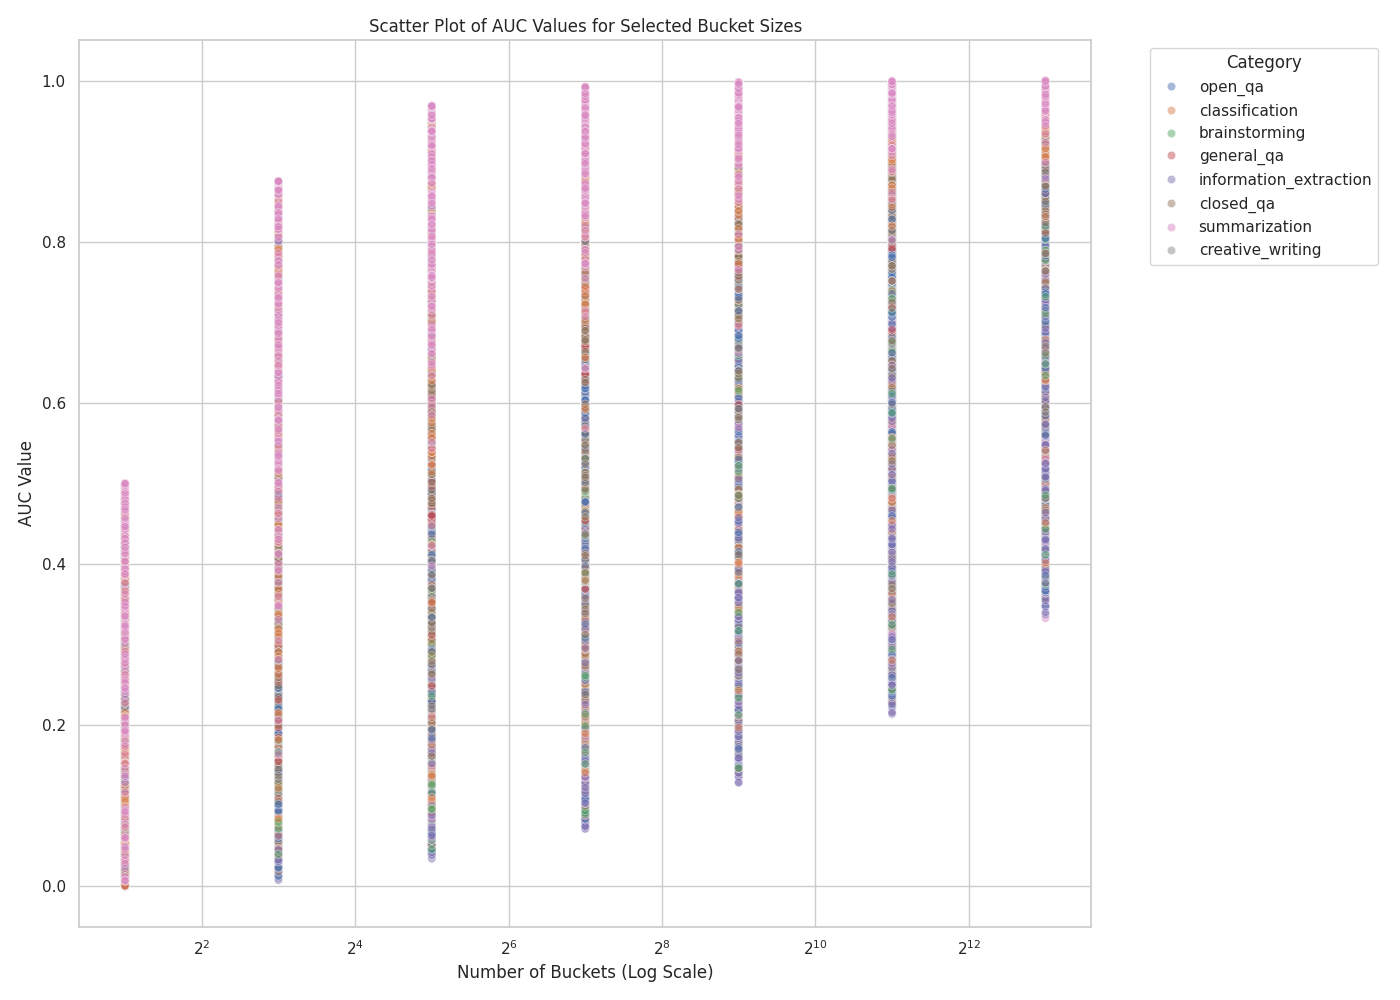 Scatter Plot of AUC Values for Selected Bucket Sizes
AUC Value
1.0
0.8
0.6
0.4
0.2
0.0
2^2
2^4
2^6
2^8
2^10
2^12
Number of Buckets (Log Scale)
Category
open_qa
classification
brainstorming
general_qa
information_extraction
closed_qa
summarization
creative_writing